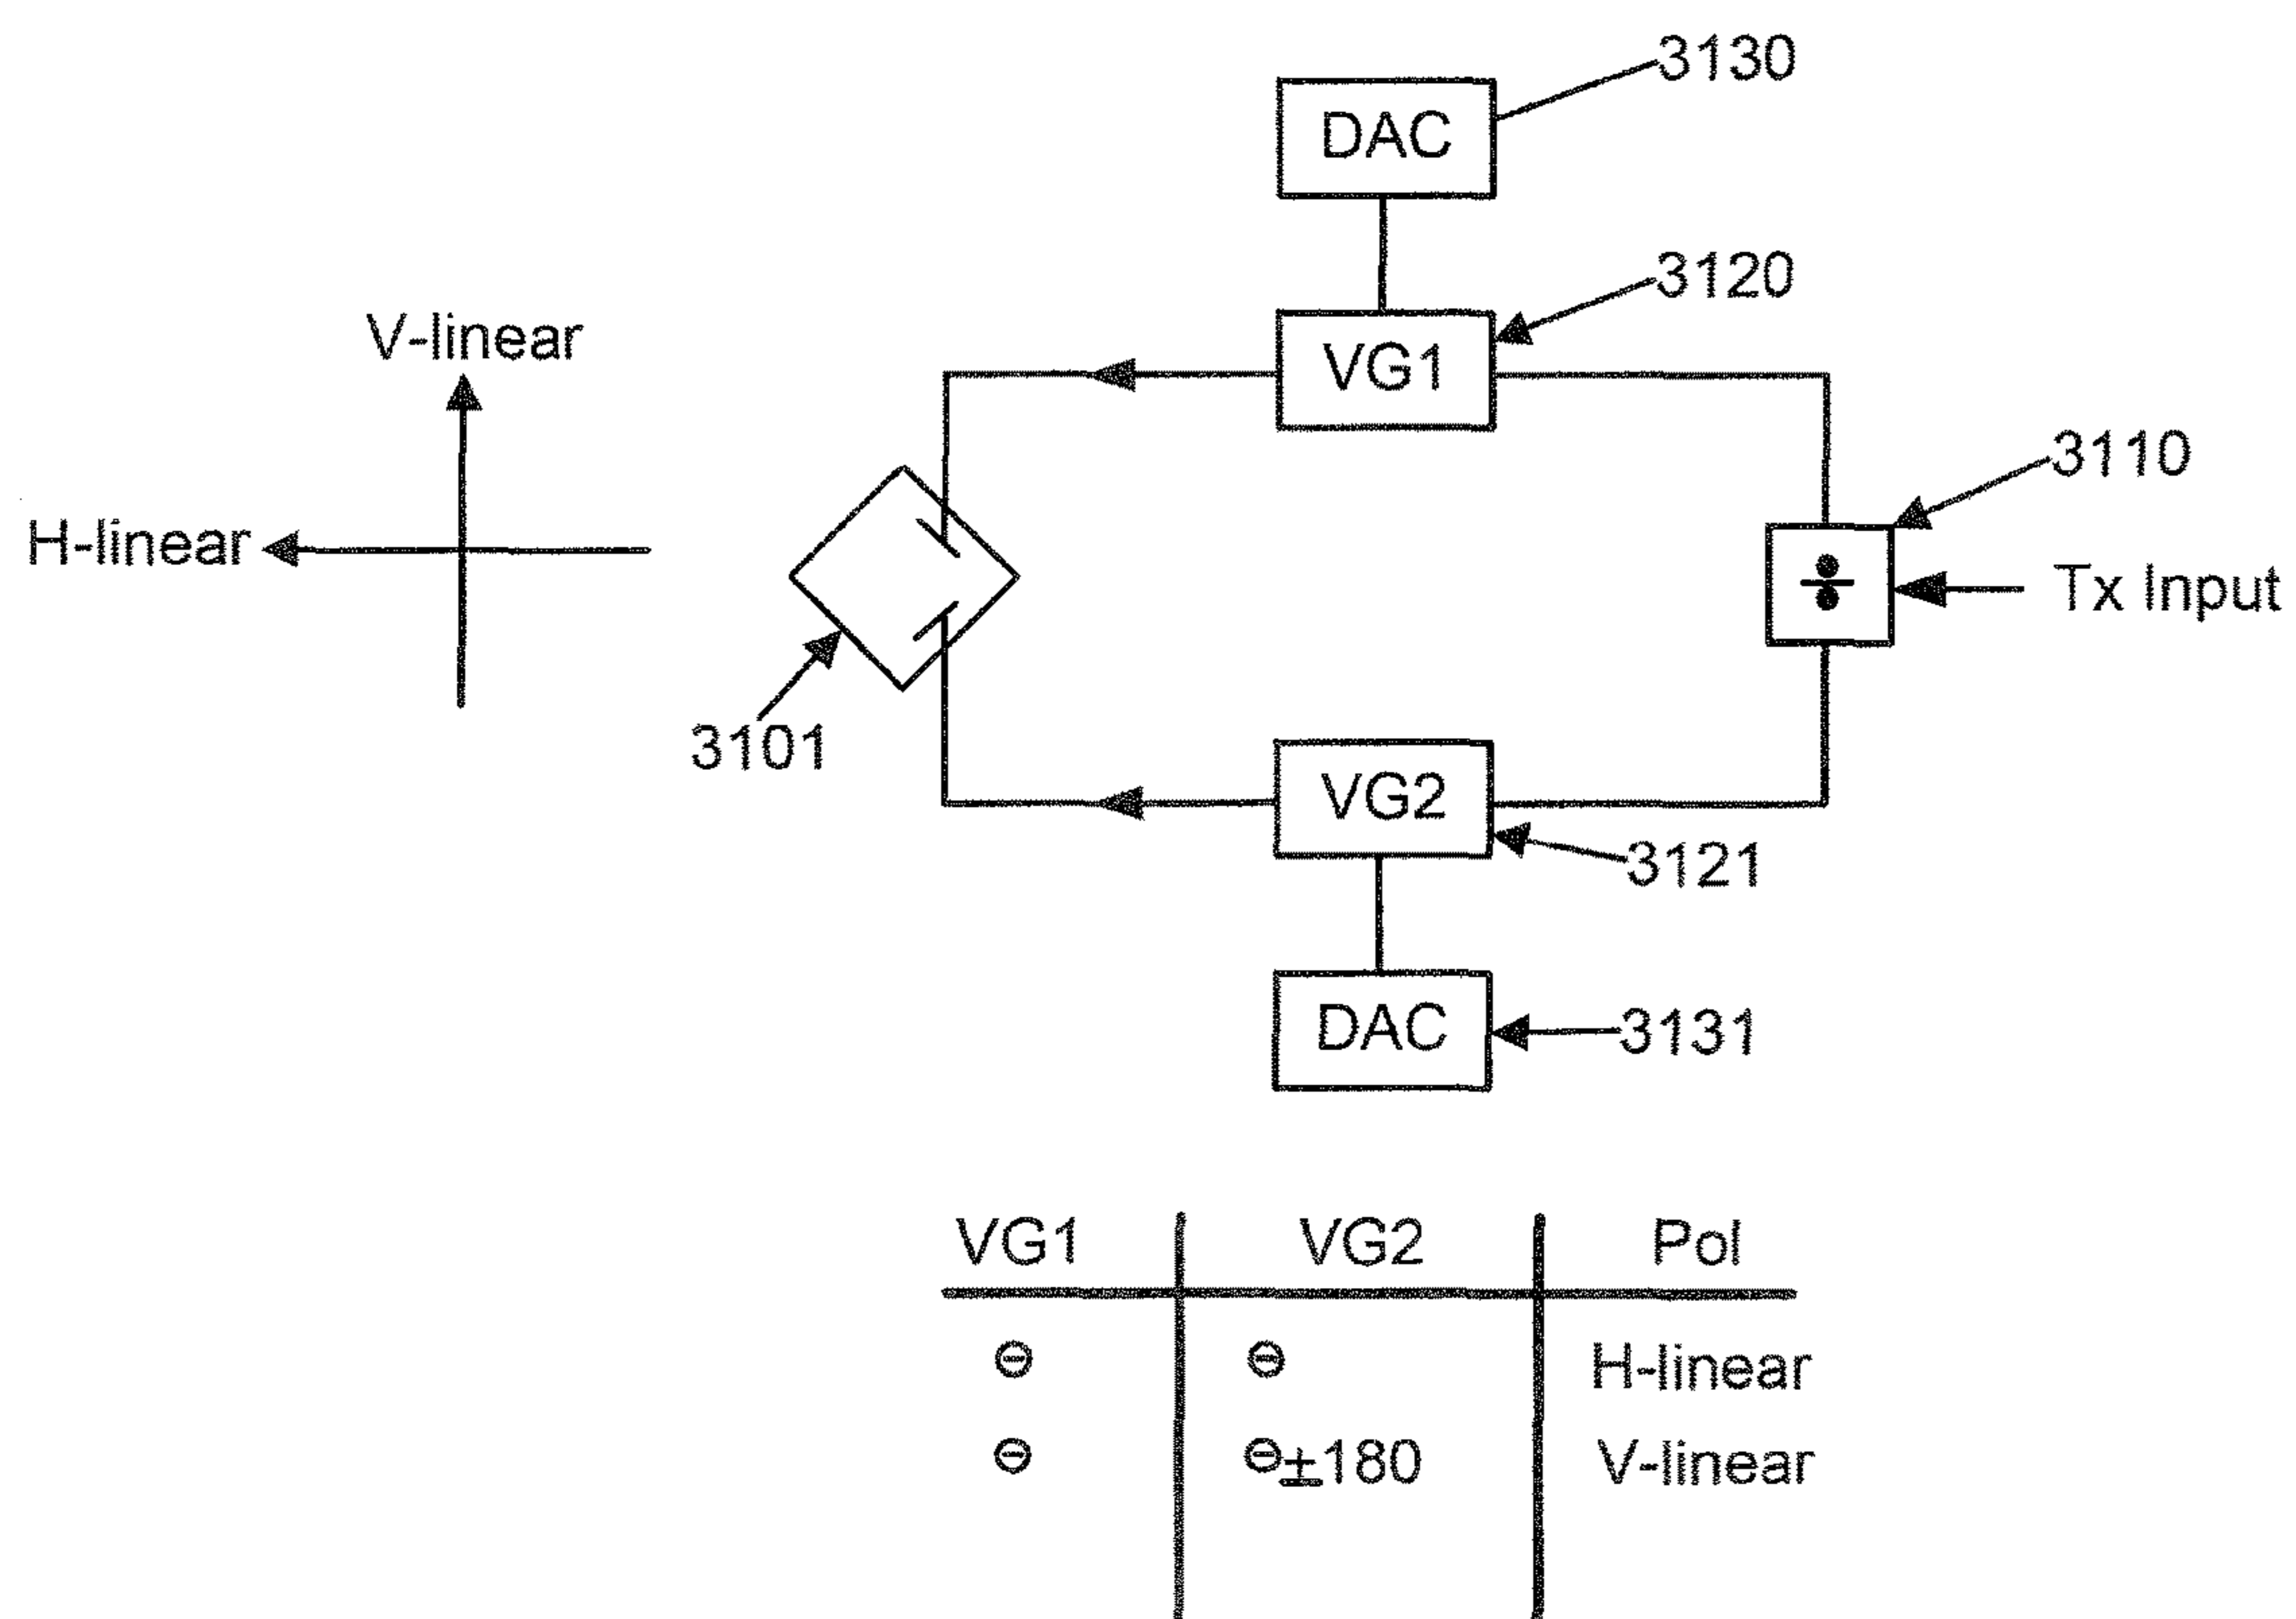 3130
DAC
3120
V-linear
VG1
3110
H-linear
÷
Tx Input
3101
VG2
3121
DAC
3131
VG1 VG2 Pol
Θ Θ H-linear
Θ Θ±180 V-linear